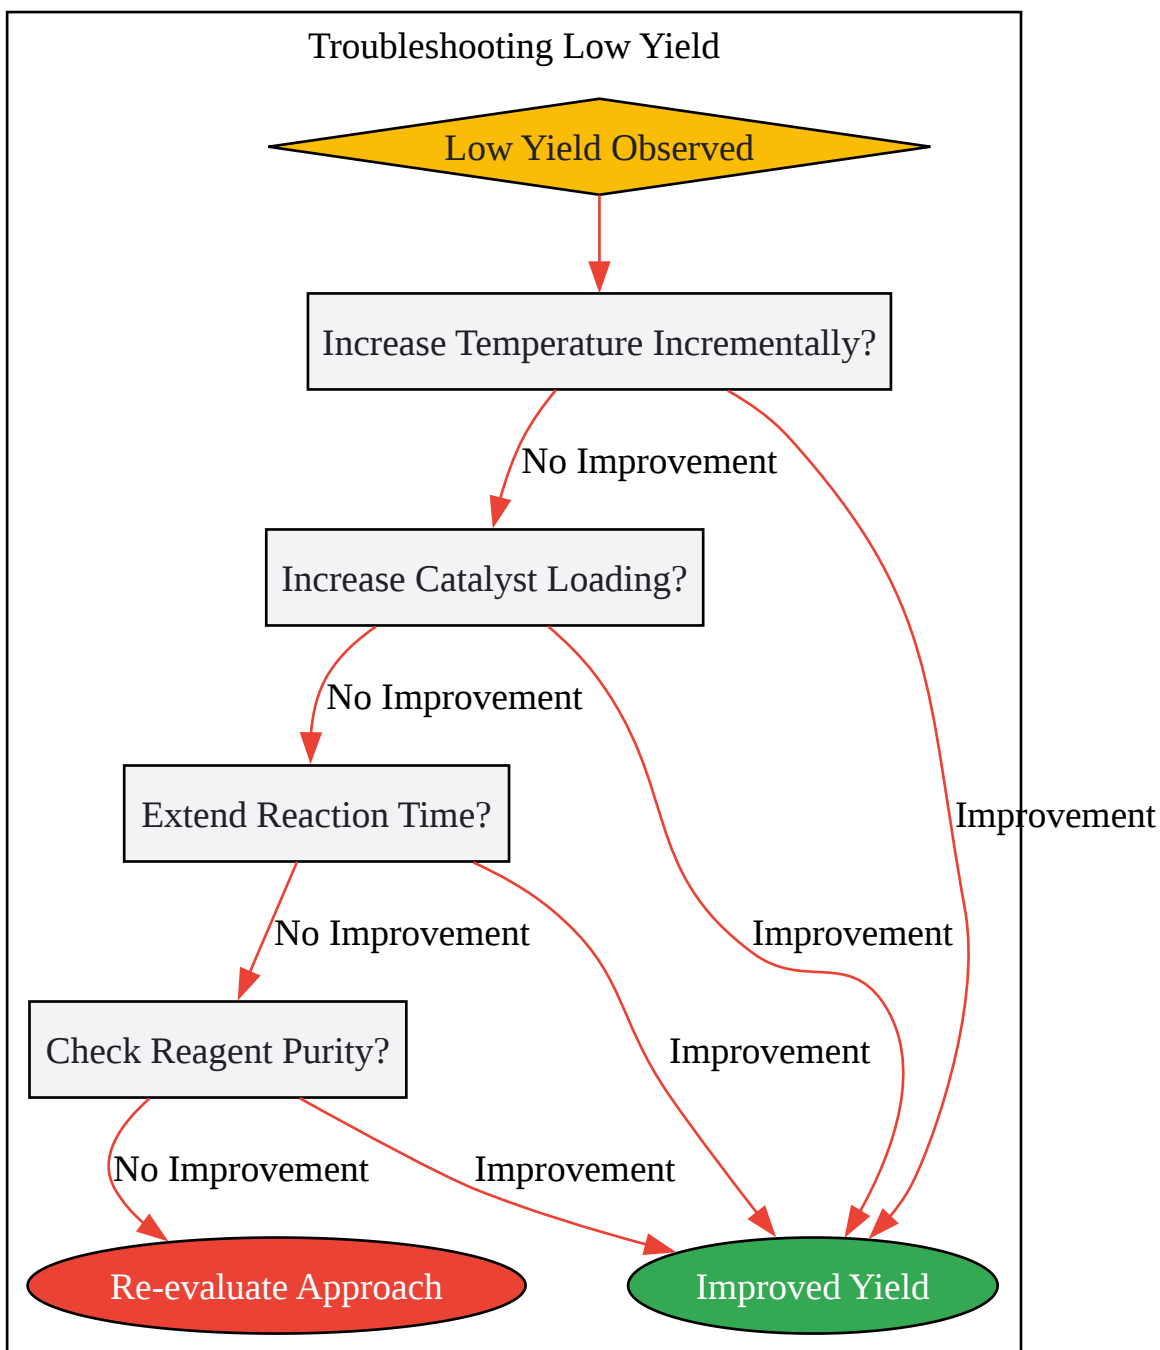 Troubleshooting Low Yield
Low Yield Observed
Increase Temperature Incrementally?
No Improvement
Increase Catalyst Loading?
No Improvement
Extend Reaction Time?
Improvement
No Improvement
Improvement
Check Reagent Purity?
Improvement
No Improvement
Improvement
Re-evaluate Approach
Improved Yield